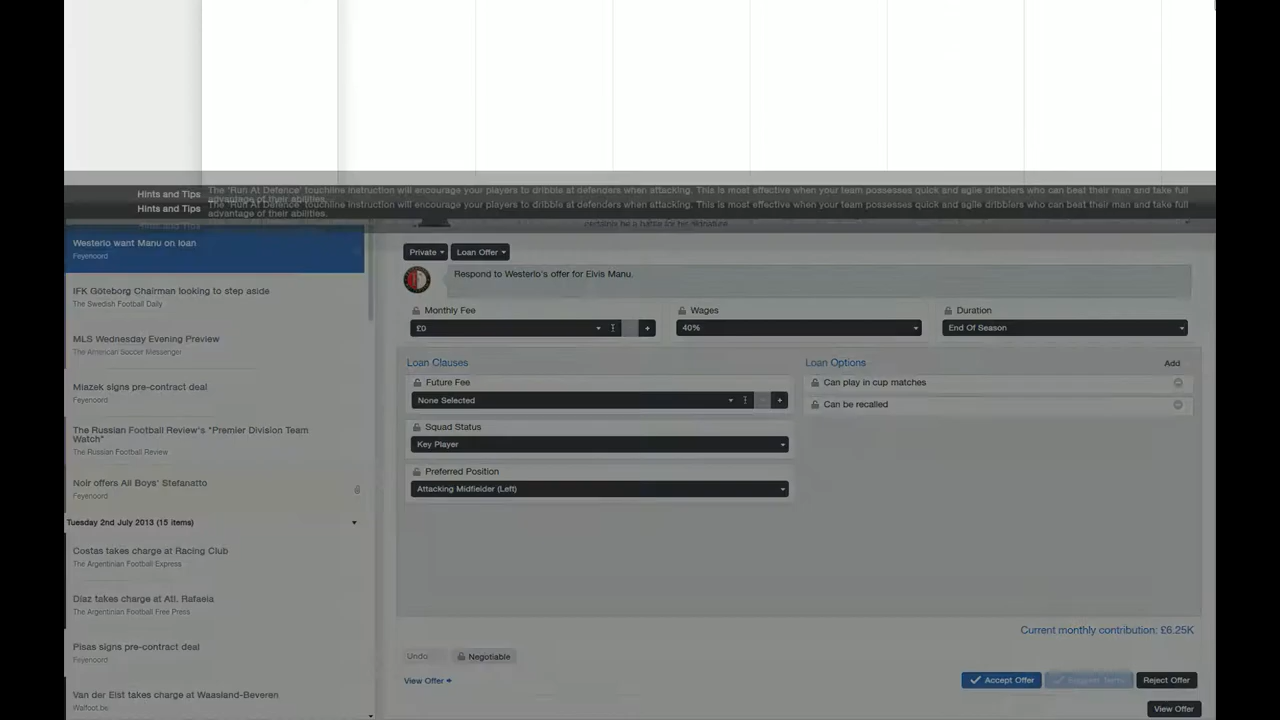 Hints and Tips The 'Run At Defence' touchline instruction will encourage your players to dribble at defenders when attacking. This is most effective when your team possesses quick and agile dribblers who can beat their man and take full
advantage of their abilities.
Hints and Tips The 'Run At Defence' touchline instruction will encourage your players to dribble at defenders when attacking. This is most effective when your team possesses quick and agile dribblers who can beat their man and take full
advantage of their abilities.
Hints and Tips
Westerlo want Manu on loan
Feyenoord
IFK Göteborg Chairman looking to step aside
The Swedish Football Daily
MLS Wednesday Evening Preview
The American Soccer Messenger
Miazek signs pre-contract deal
Feyenoord
The Russian Football Review's "Premier Division Team
Watch"
The Russian Football Review
Noir offers All Boys' Stefanatto
Feyenoord
Tuesday 2nd July 2013 (15 items)
Costas takes charge at Racing Club
The Argentinian Football Express
Díaz takes charge at Atl. Rafaela
The Argentinian Football Free Press
Pisas signs pre-contract deal
Feyenoord
Van der Elst takes charge at Waasland-Beveren
Walfoot.be
Private Loan Offer
Respond to Westerlo's offer for Elvis Manu.
Monthly Fee Wages Duration
£0 40% End Of Season
Loan Clauses Loan Options Add
Future Fee Can play in cup matches
None Selected Can be recalled
Squad Status
Key Player
Preferred Position
Attacking Midfielder (Left)
Current monthly contribution: £6.25K
Undo Negotiable
View Offer Accept Offer Suggest Terms Reject Offer
View Offer